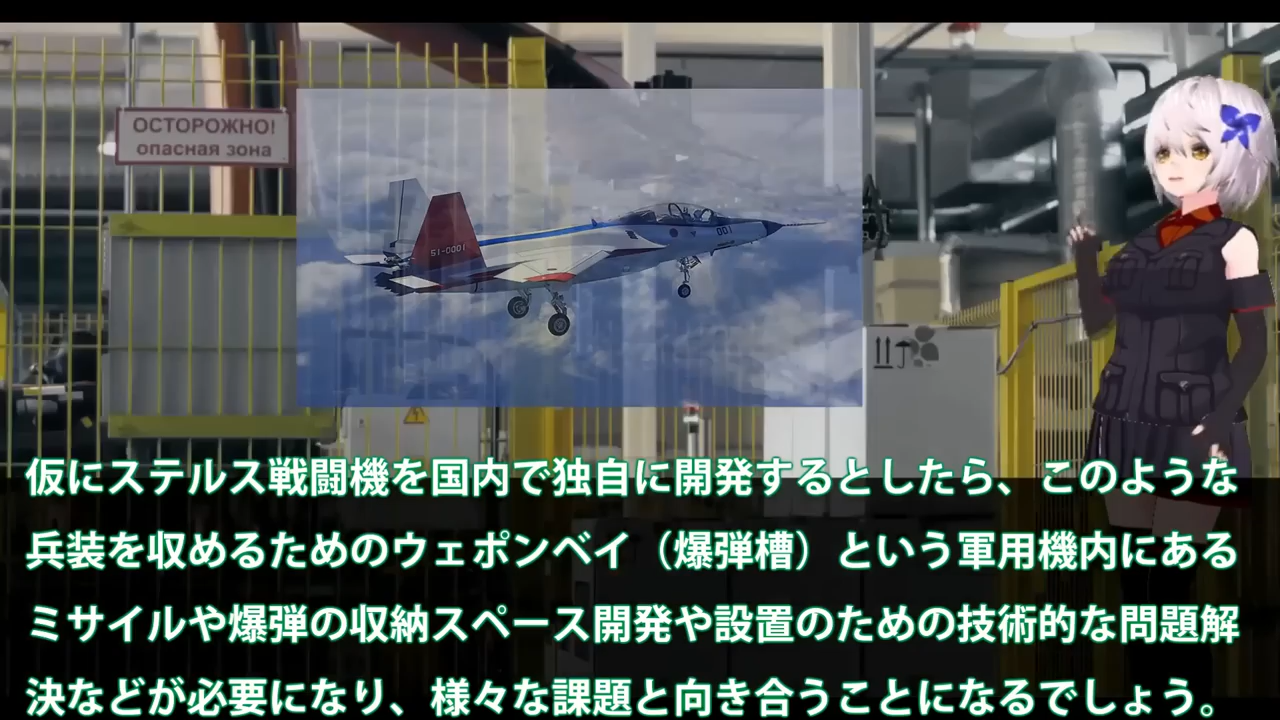 ОСТОРОЖНО!
опасная зона
51-0001
001
仮にステルス戦闘機を国内で独自に開発するとしたら、このような
兵装を収めるためのウェポンベイ（爆弾槽）という軍用機内にある
ミサイルや爆弾の収納スペース開発や設置のための技術的な問題解
決などが必要になり、様々な課題と向き合うことになるでしょう。